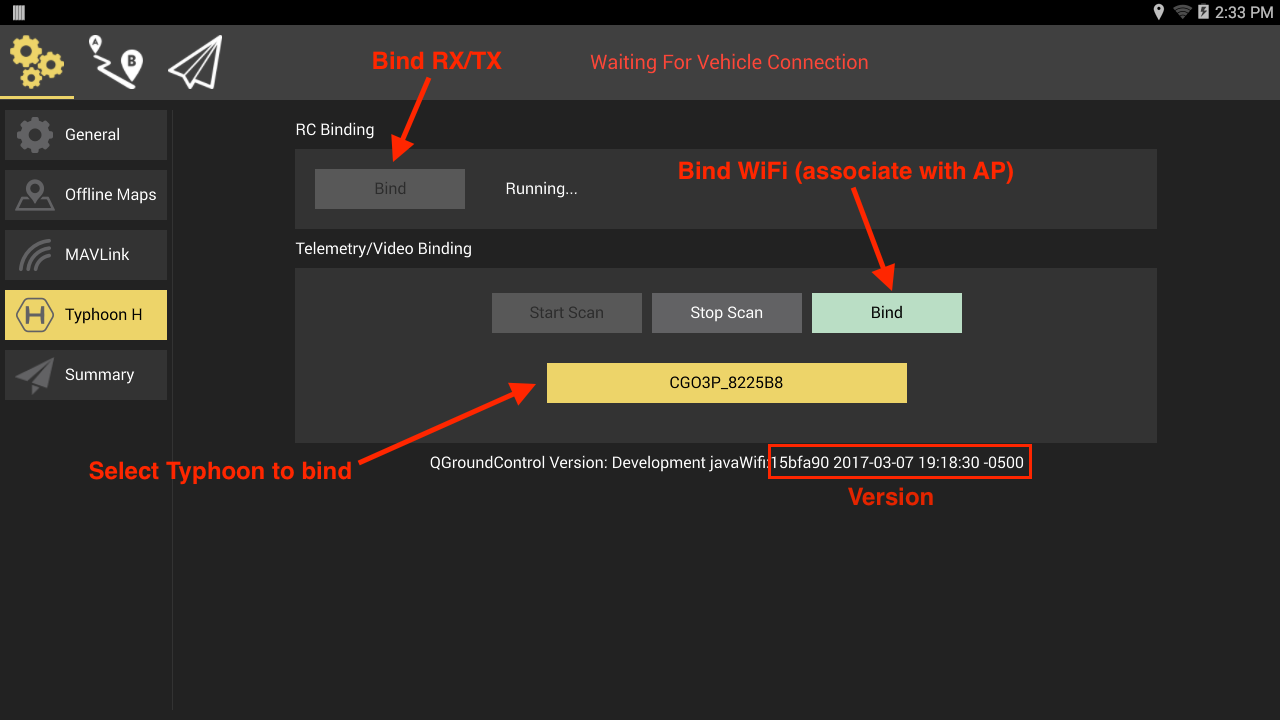 2:33 PM
A
B
Bind RX/TX
Waiting For Vehicle Connection
General
Offline Maps
MAVLink
Typhoon H
Summary
RC Binding
Bind
Running...
Bind WiFi (associate with AP)
Telemetry/Video Binding
Start Scan
Stop Scan
Bind
CGO3P_8225B8
Select Typhoon to bind
QGroundControl Version: Development javaWifi:15bfa90 2017-03-07 19:18:30 -0500
Version